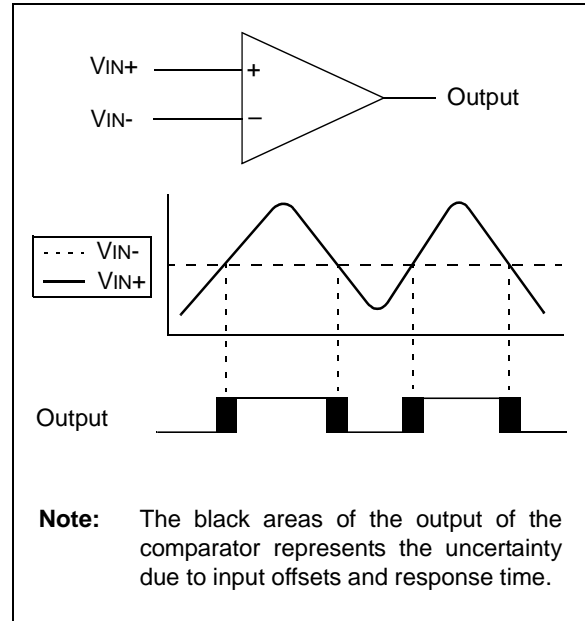 VIN+
+
Output
VIN-
−
VIN-
VIN+
Output
Note: The black areas of the output of the
comparator represents the uncertainty
due to input offsets and response time.